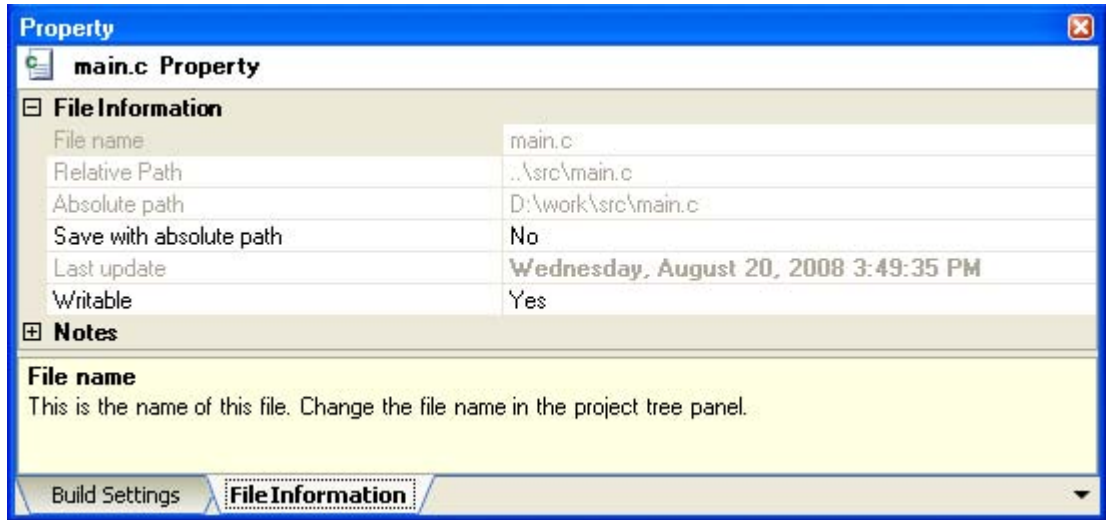 Property
main.c Property
File Information
File name main.c
Relative Path ..\src\main.c
Absolute path D:\work\src\main.c
Save with absolute path No
Last update Wednesday, August 20, 2008 3:49:35 PM
Writable Yes
Notes
File name
This is the name of this file. Change the file name in the project tree panel.
Build Settings File Information